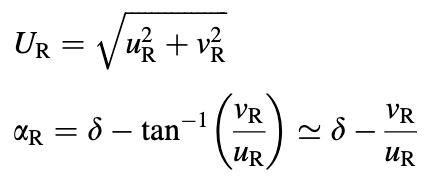 U_R = √(u_R² + v_R²)
α_R = δ − tan⁻¹(v_R/u_R) ≃ δ − v_R/u_R